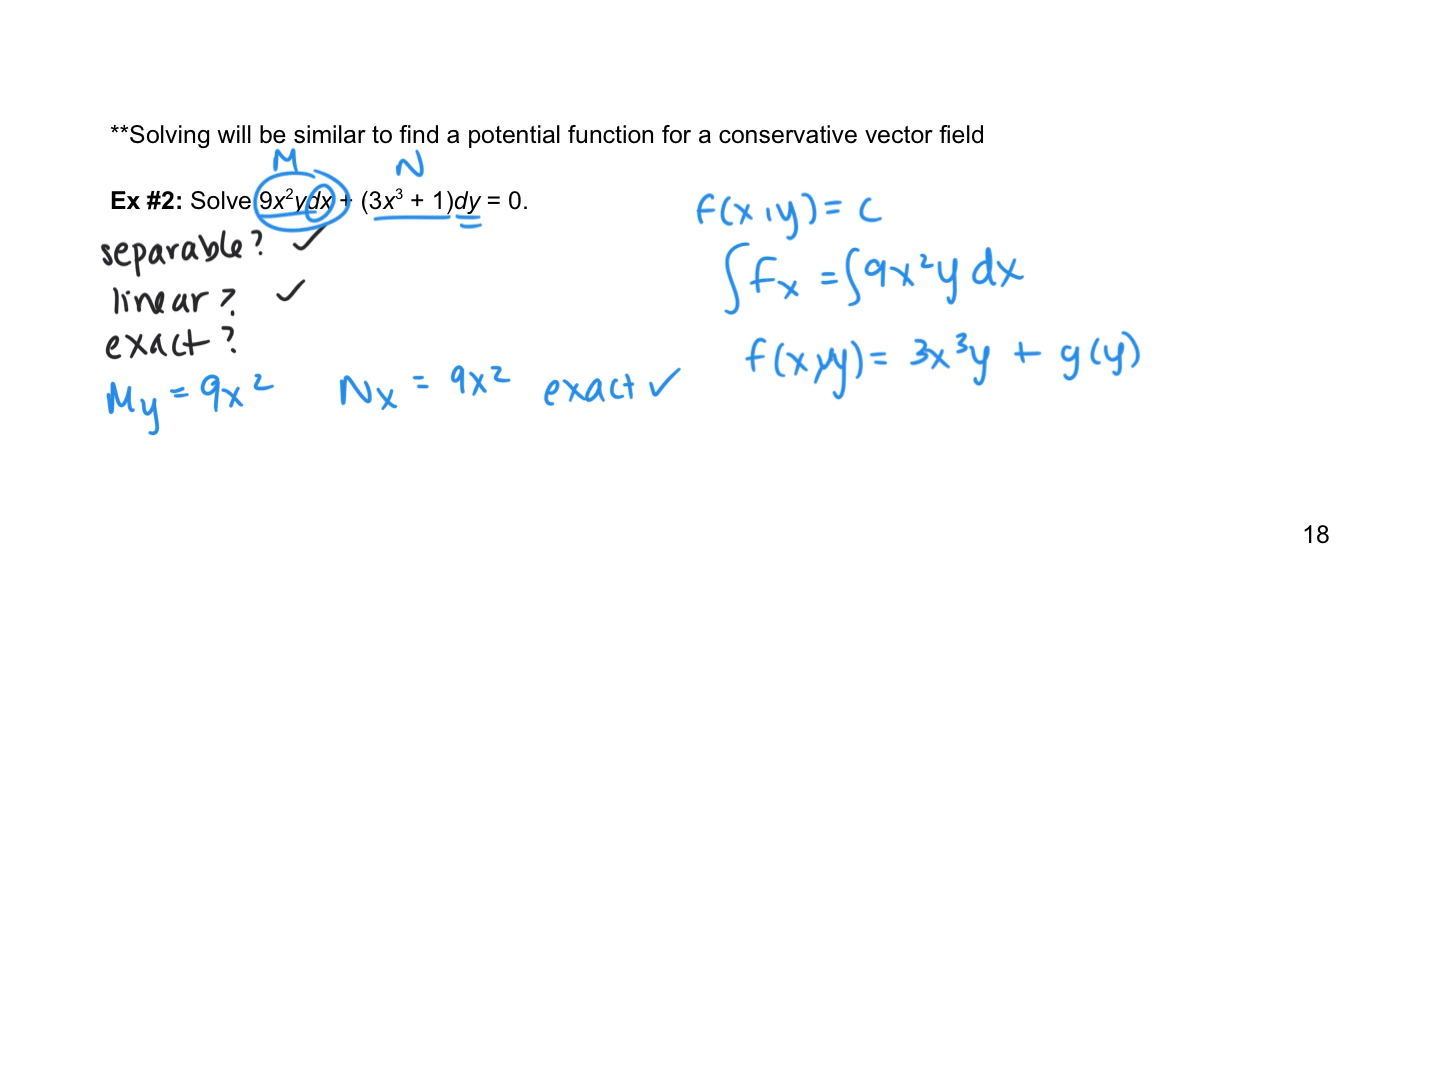 **Solving will be similar to find a potential function for a conservative vector field
M N
Ex #2: Solve 9x²ydx + (3x³ + 1)dy = 0.
separable? ✓
linear? ✓
exact?
My = 9x² Nx = 9x² exact ✓
f(x,y) = c
∫fx = ∫9x²y dx
f(x,y) = 3x³y + g(y)
18